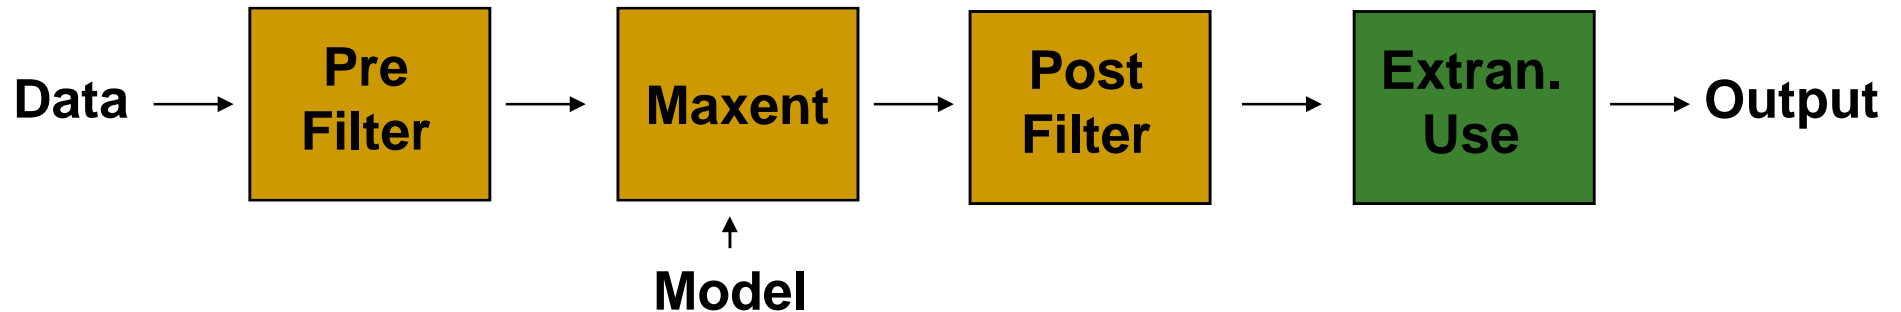 Data
Pre
Filter
Maxent
Post
Filter
Extran.
Use
Output
Model